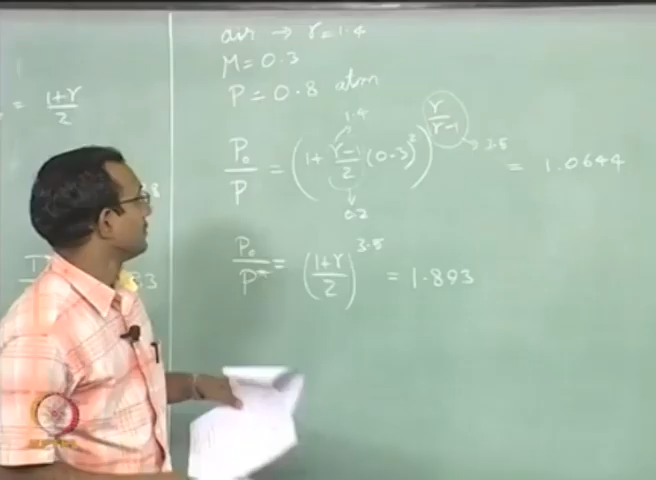 = 1+γ/2
air → γ=1.4
M=0.3
P=0.8 atm
P₀/P = (1+ γ-1/2 (0.3)²)^γ/γ-1 = 1.0644
1.4
→ 3.5
0.2
P₀/P* = (1+γ/2)^3.5 = 1.893